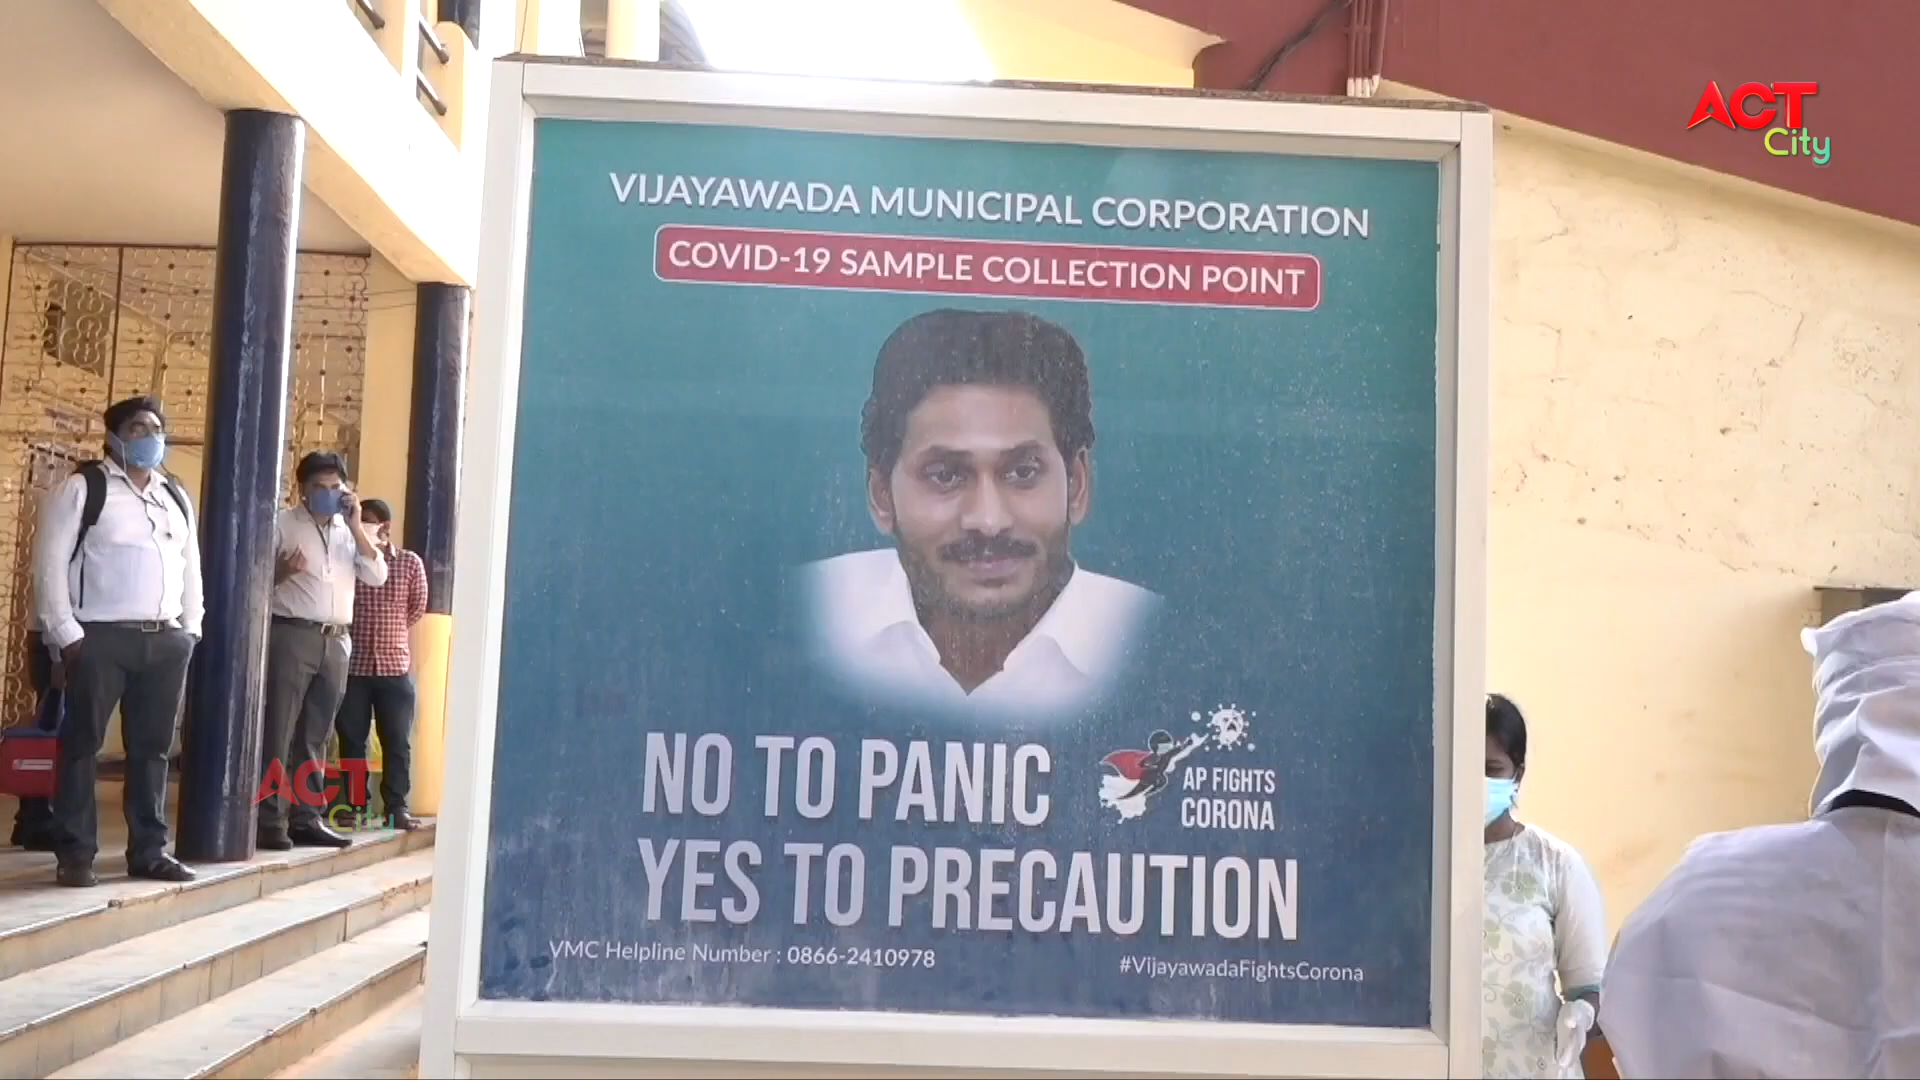 ACT
City
VIJAYAWADA MUNICIPAL CORPORATION
COVID-19 SAMPLE COLLECTION POINT
NO TO PANIC
AP FIGHTS
CORONA
YES TO PRECAUTION
VMC Helpline Number : 0866-2410978
#VijayawadaFightsCorona
ACT
City